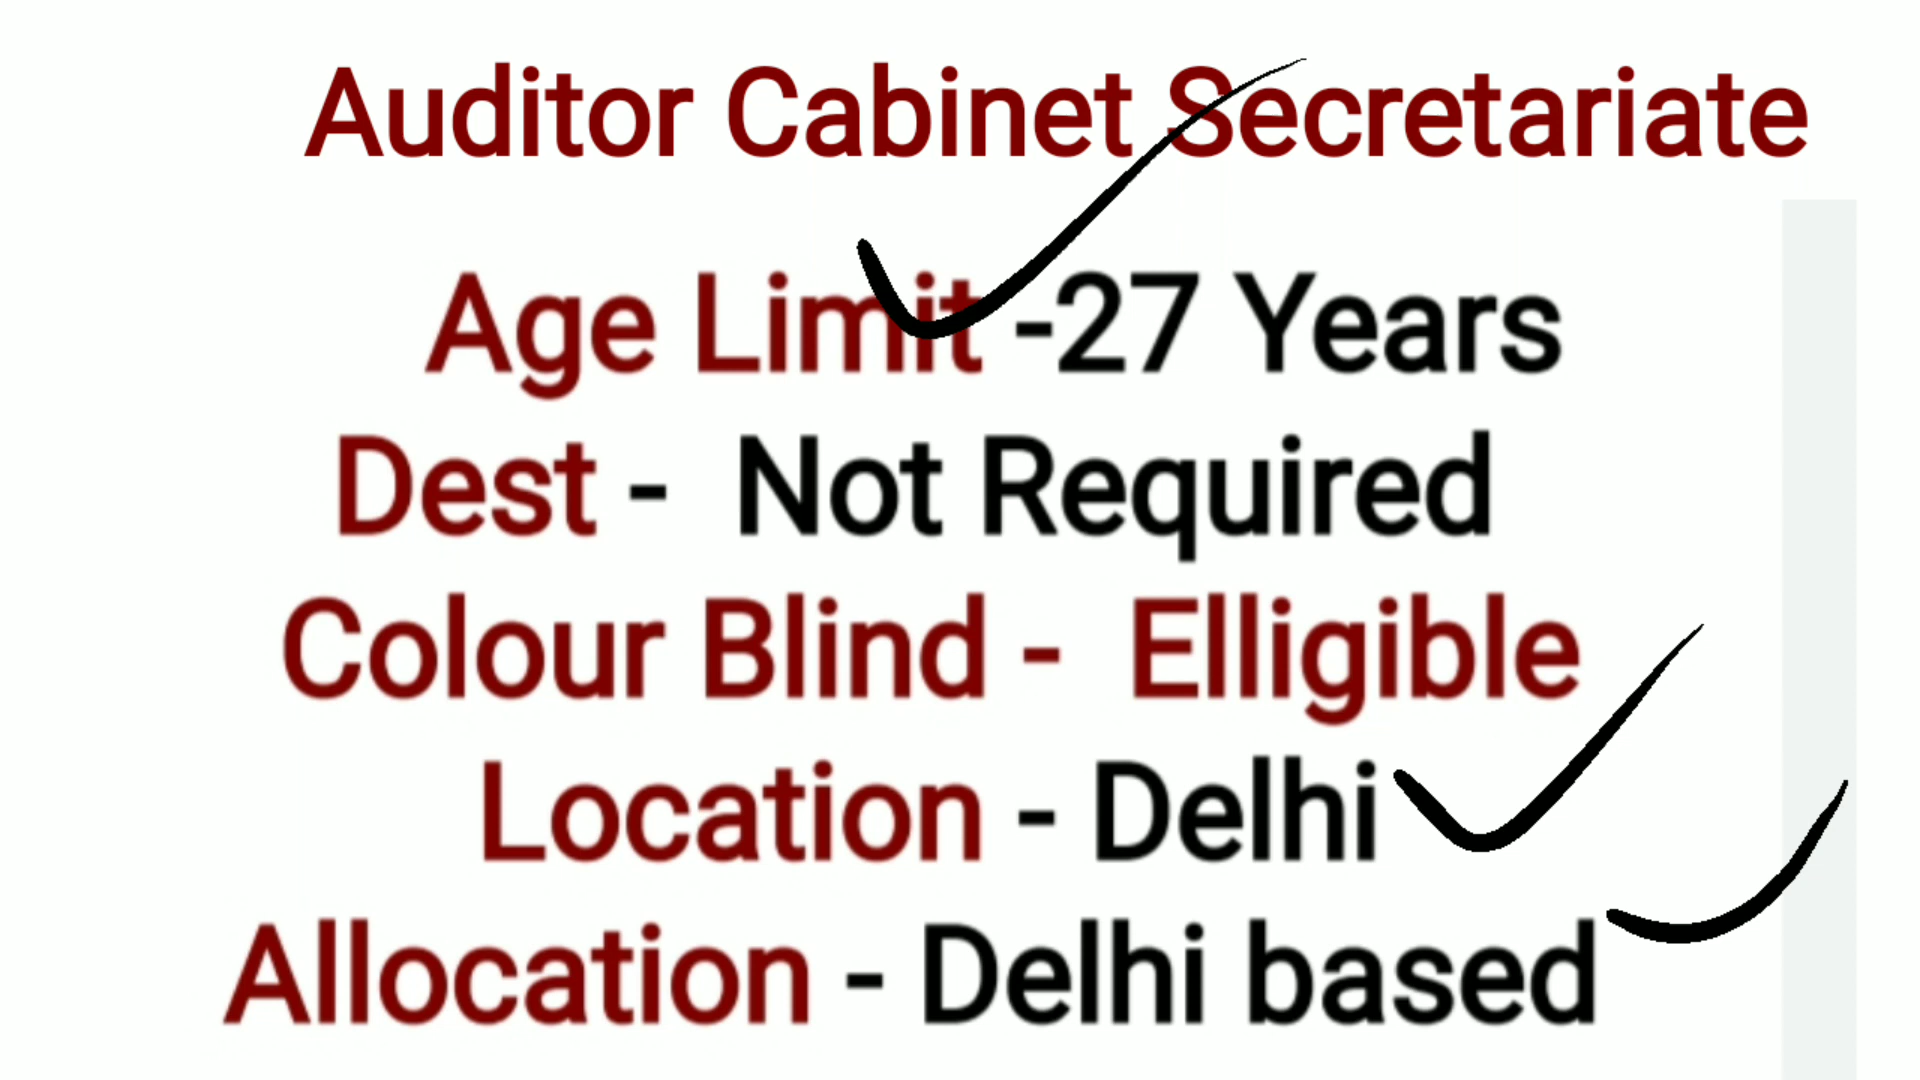 Auditor Cabinet Secretariate
Age Limit -27 Years
Dest - Not Required
Colour Blind - Elligible
Location - Delhi
Allocation - Delhi based